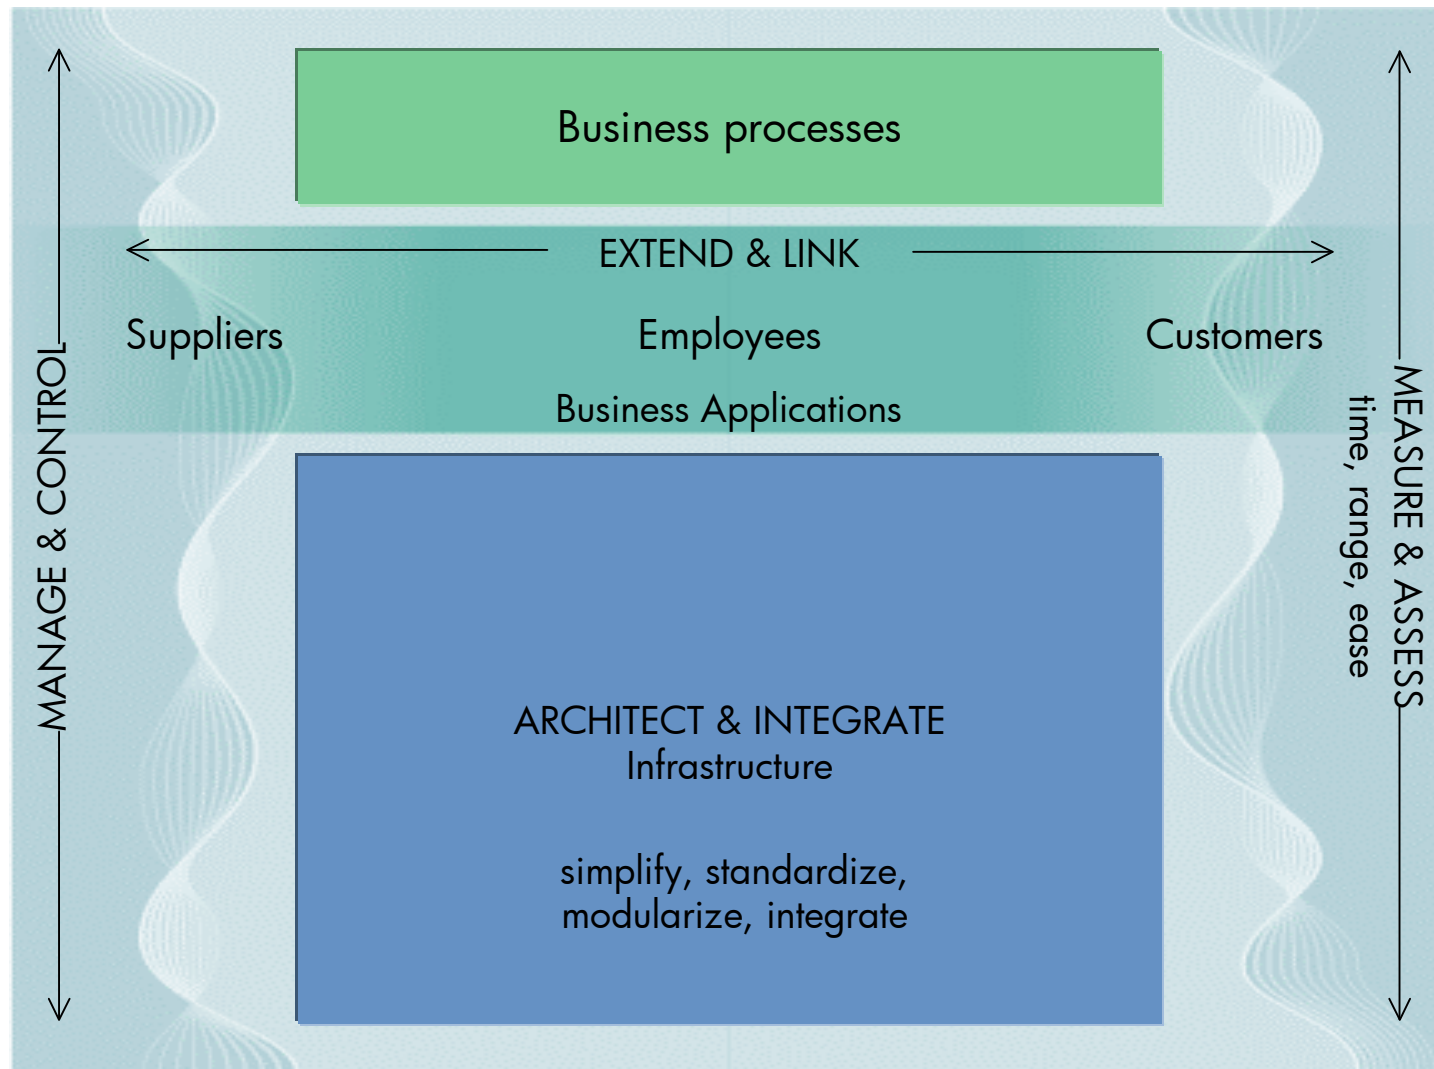 Business processes
EXTEND & LINK
Suppliers
Employees
Customers
Business Applications
MANAGE & CONTROL
MEASURE & ASSESS
time, range, ease
ARCHITECT & INTEGRATE
Infrastructure
simplify, standardize,
modularize, integrate